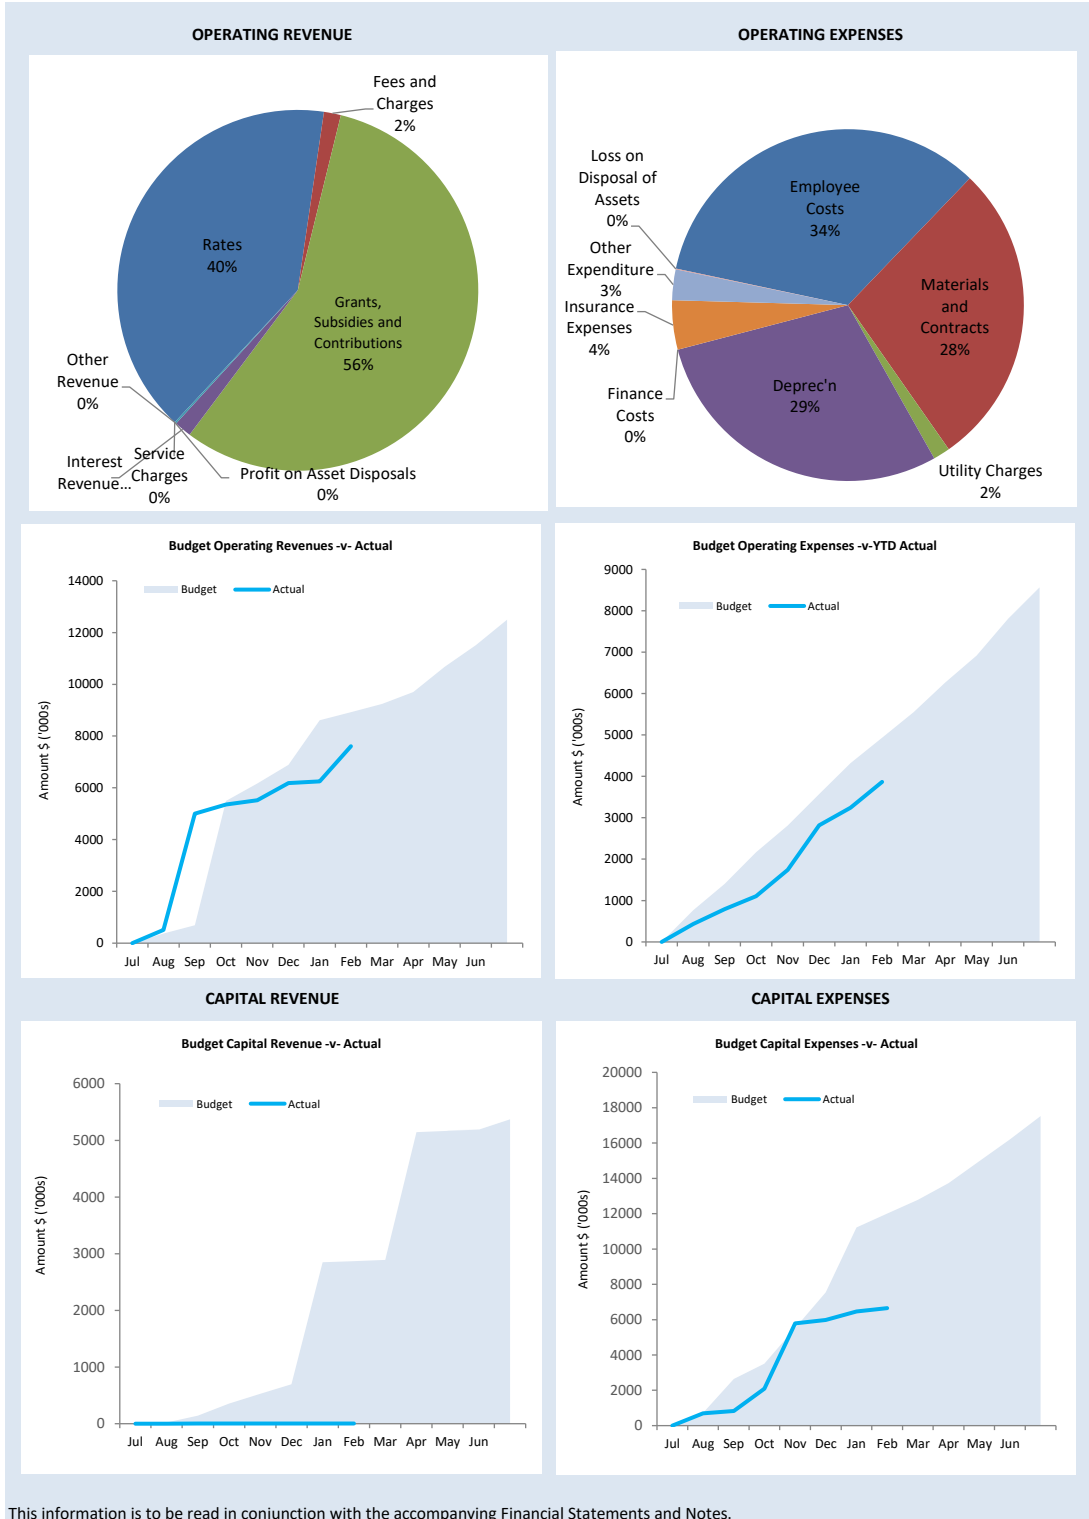 OPERATING REVENUE
OPERATING EXPENSES
Fees and
Charges
2%
Rates
40%
Grants,
Subsidies and
Contributions
56%
Other
Revenue
0%
Interest
Revenue...
Service
Charges
0%
Profit on Asset Disposals
0%
Loss on
Disposal of
Assets
0%
Other
Expenditure
3%
Insurance
Expenses
4%
Finance
Costs
0%
Employee
Costs
34%
Materials
and
Contracts
28%
Deprec'n
29%
Utility Charges
2%
Budget Operating Revenues -v- Actual
Budget Actual
Amount $ ('000s)
14000
12000
10000
8000
6000
4000
2000
0
Jul Aug Sep Oct Nov Dec Jan Feb Mar Apr May Jun
Budget Operating Expenses -v-YTD Actual
Budget Actual
Amount $ ('000s)
9000
8000
7000
6000
5000
4000
3000
2000
1000
0
Jul Aug Sep Oct Nov Dec Jan Feb Mar Apr May Jun
CAPITAL REVENUE
CAPITAL EXPENSES
Budget Capital Revenue -v- Actual
Budget Actual
Amount $ ('000s)
6000
5000
4000
3000
2000
1000
0
Jul Aug Sep Oct Nov Dec Jan Feb Mar Apr May Jun
Budget Capital Expenses -v- Actual
Budget Actual
Amount $ ('000s)
20000
18000
16000
14000
12000
10000
8000
6000
4000
2000
0
Jul Aug Sep Oct Nov Dec Jan Feb Mar Apr May Jun
This information is to be read in conjunction with the accompanying Financial Statements and Notes.